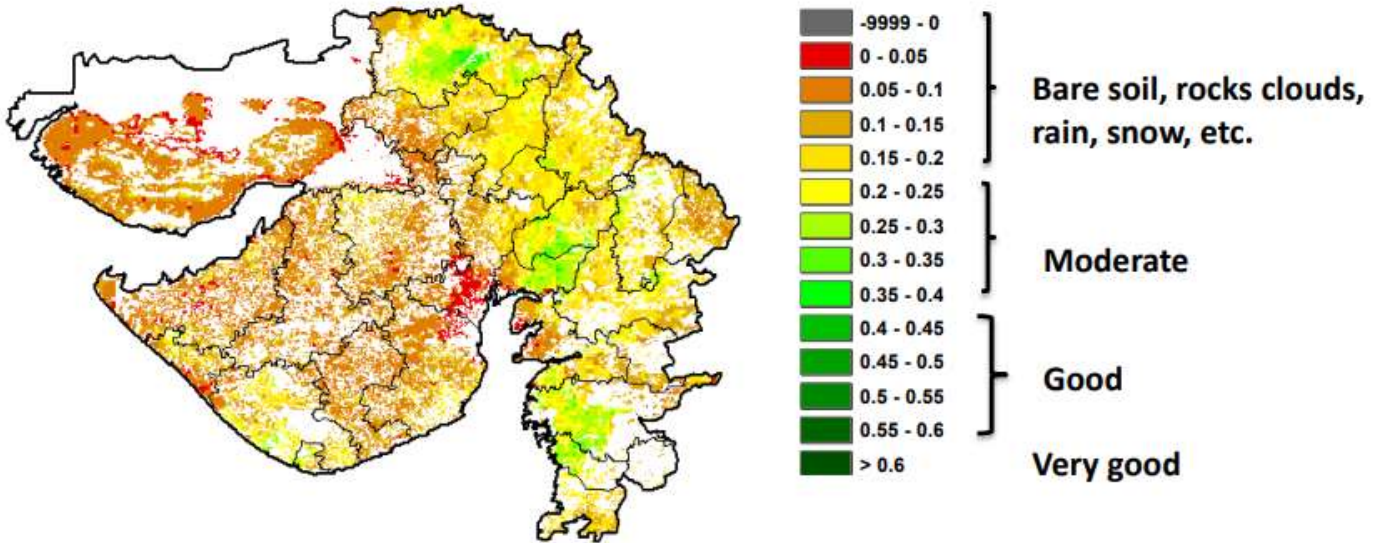 -9999 - 0
0 - 0.05
0.05 - 0.1
0.1 - 0.15
0.15 - 0.2
0.2 - 0.25
0.25 - 0.3
0.3 - 0.35
0.35 - 0.4
0.4 - 0.45
0.45 - 0.5
0.5 - 0.55
0.55 - 0.6
> 0.6
Bare soil, rocks clouds,
rain, snow, etc.
Moderate
Good
Very good